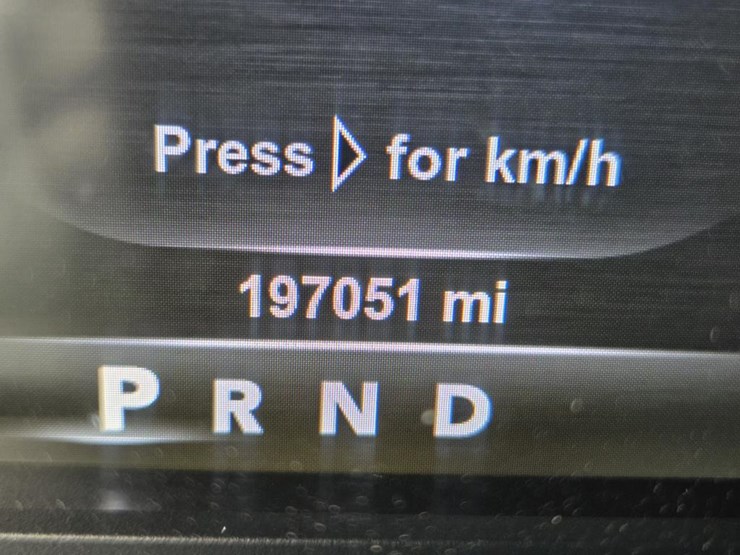 Press ▷ for km/h
197051 mi
P R N D